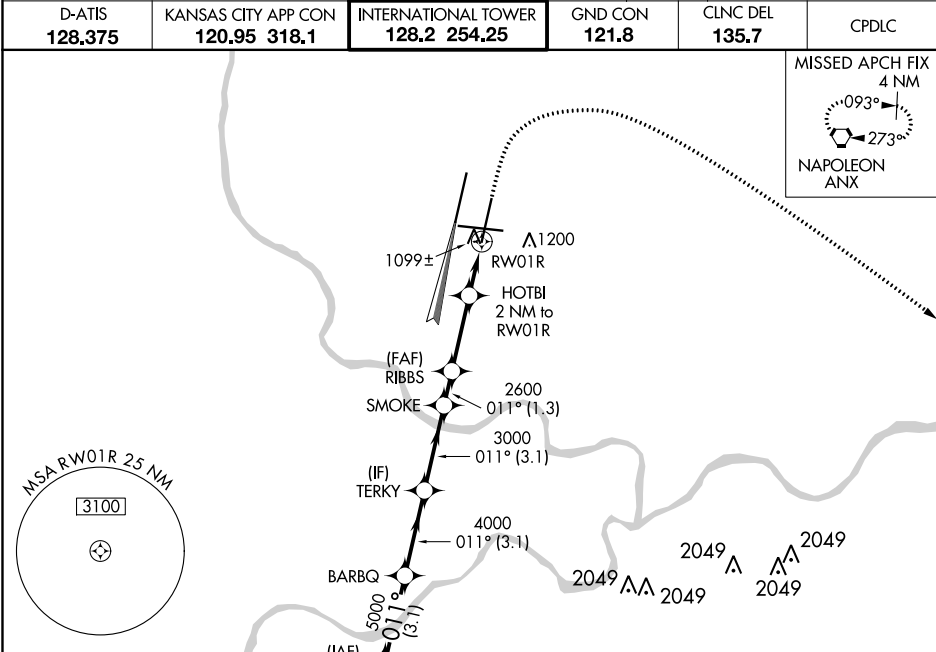 D-ATIS
128.375
KANSAS CITY APP CON
120.95 318.1
INTERNATIONAL TOWER
128.2 254.25
GND CON
121.8
CLNC DEL
135.7
CPDLC
MISSED APCH FIX
4 NM
093°
273°
NAPOLEON
ANX
1099±
1200
RW01R
HOTBI
2 NM to
RW01R
(FAF)
RIBBS
2600
011° (1.3)
SMOKE
3000
011° (3.1)
(IF)
TERKY
4000
011° (3.1)
BARBQ
5000
011°
(3.1)
(IAF)
MSA RW01R 25 NM
3100
2049
2049
2049
2049
2049